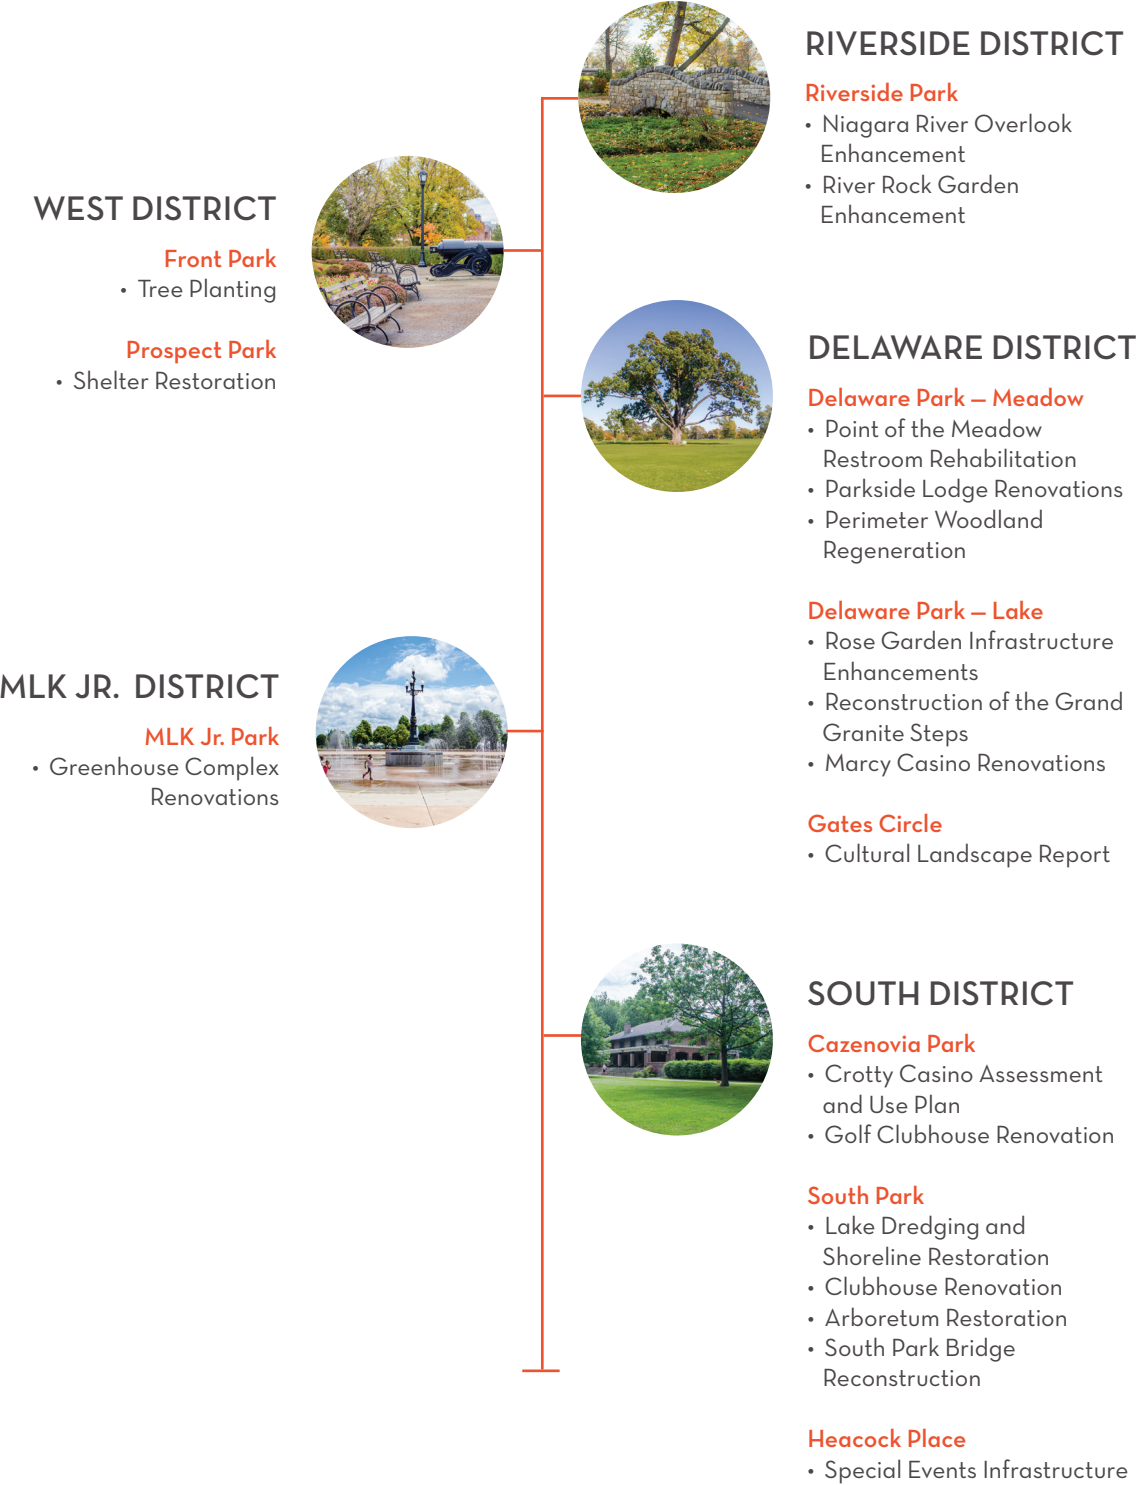 RIVERSIDE DISTRICT
Riverside Park
• Niagara River Overlook
Enhancement
• River Rock Garden
Enhancement
WEST DISTRICT
Front Park
• Tree Planting
Prospect Park
• Shelter Restoration
DELAWARE DISTRICT
Delaware Park — Meadow
• Point of the Meadow
Restroom Rehabilitation
• Parkside Lodge Renovations
• Perimeter Woodland
Regeneration
Delaware Park — Lake
• Rose Garden Infrastructure
Enhancements
• Reconstruction of the Grand
Granite Steps
• Marcy Casino Renovations
Gates Circle
• Cultural Landscape Report
MLK JR. DISTRICT
MLK Jr. Park
• Greenhouse Complex
Renovations
SOUTH DISTRICT
Cazenovia Park
• Crotty Casino Assessment
and Use Plan
• Golf Clubhouse Renovation
South Park
• Lake Dredging and
Shoreline Restoration
• Clubhouse Renovation
• Arboretum Restoration
• South Park Bridge
Reconstruction
Heacock Place
• Special Events Infrastructure